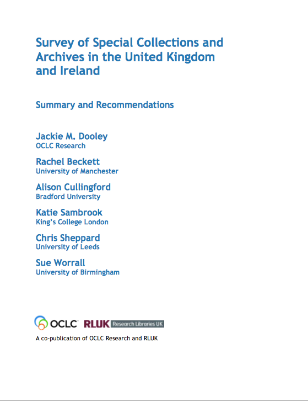 Survey of Special Collections and
Archives in the United Kingdom
and Ireland
Summary and Recommendations
Jackie M. Dooley
OCLC Research
Rachel Beckett
University of Manchester
Alison Cullingford
Bradford University
Katie Sambrook
King's College London
Chris Sheppard
University of Leeds
Sue Worrall
University of Birmingham
OCLC RLUK Research Libraries UK
A co-publication of OCLC Research and RLUK